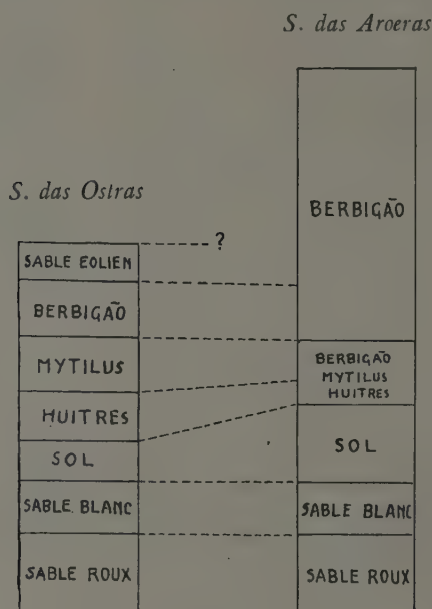 S. das Aroeras
S. das Ostras
?
SABLE EOLIEN
BERBIGÃO
MYTILUS
HUITRES
SOL
SABLE BLANC
SABLE ROUX
BERBIGÃO
BERBIGÃO
MYTILUS
HUITRES
SOL
SABLE BLANC
SABLE ROUX